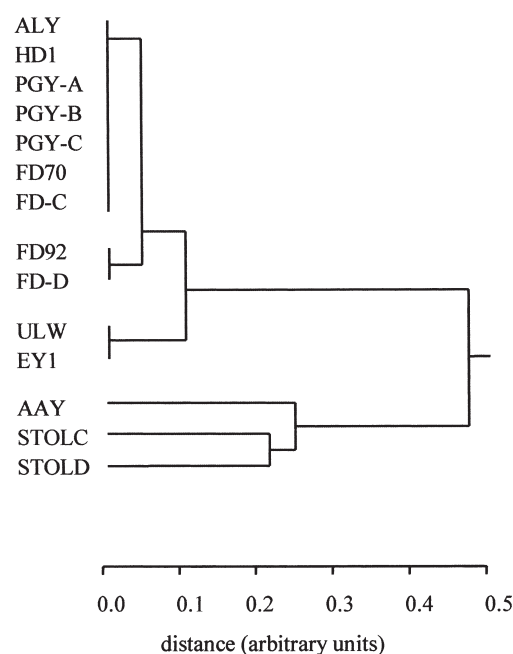 ALY
HD1
PGY-A
PGY-B
PGY-C
FD70
FD-C
FD92
FD-D
ULW
EY1
AAY
STOLC
STOLD
0.0 0.1 0.2 0.3 0.4 0.5
distance (arbitrary units)